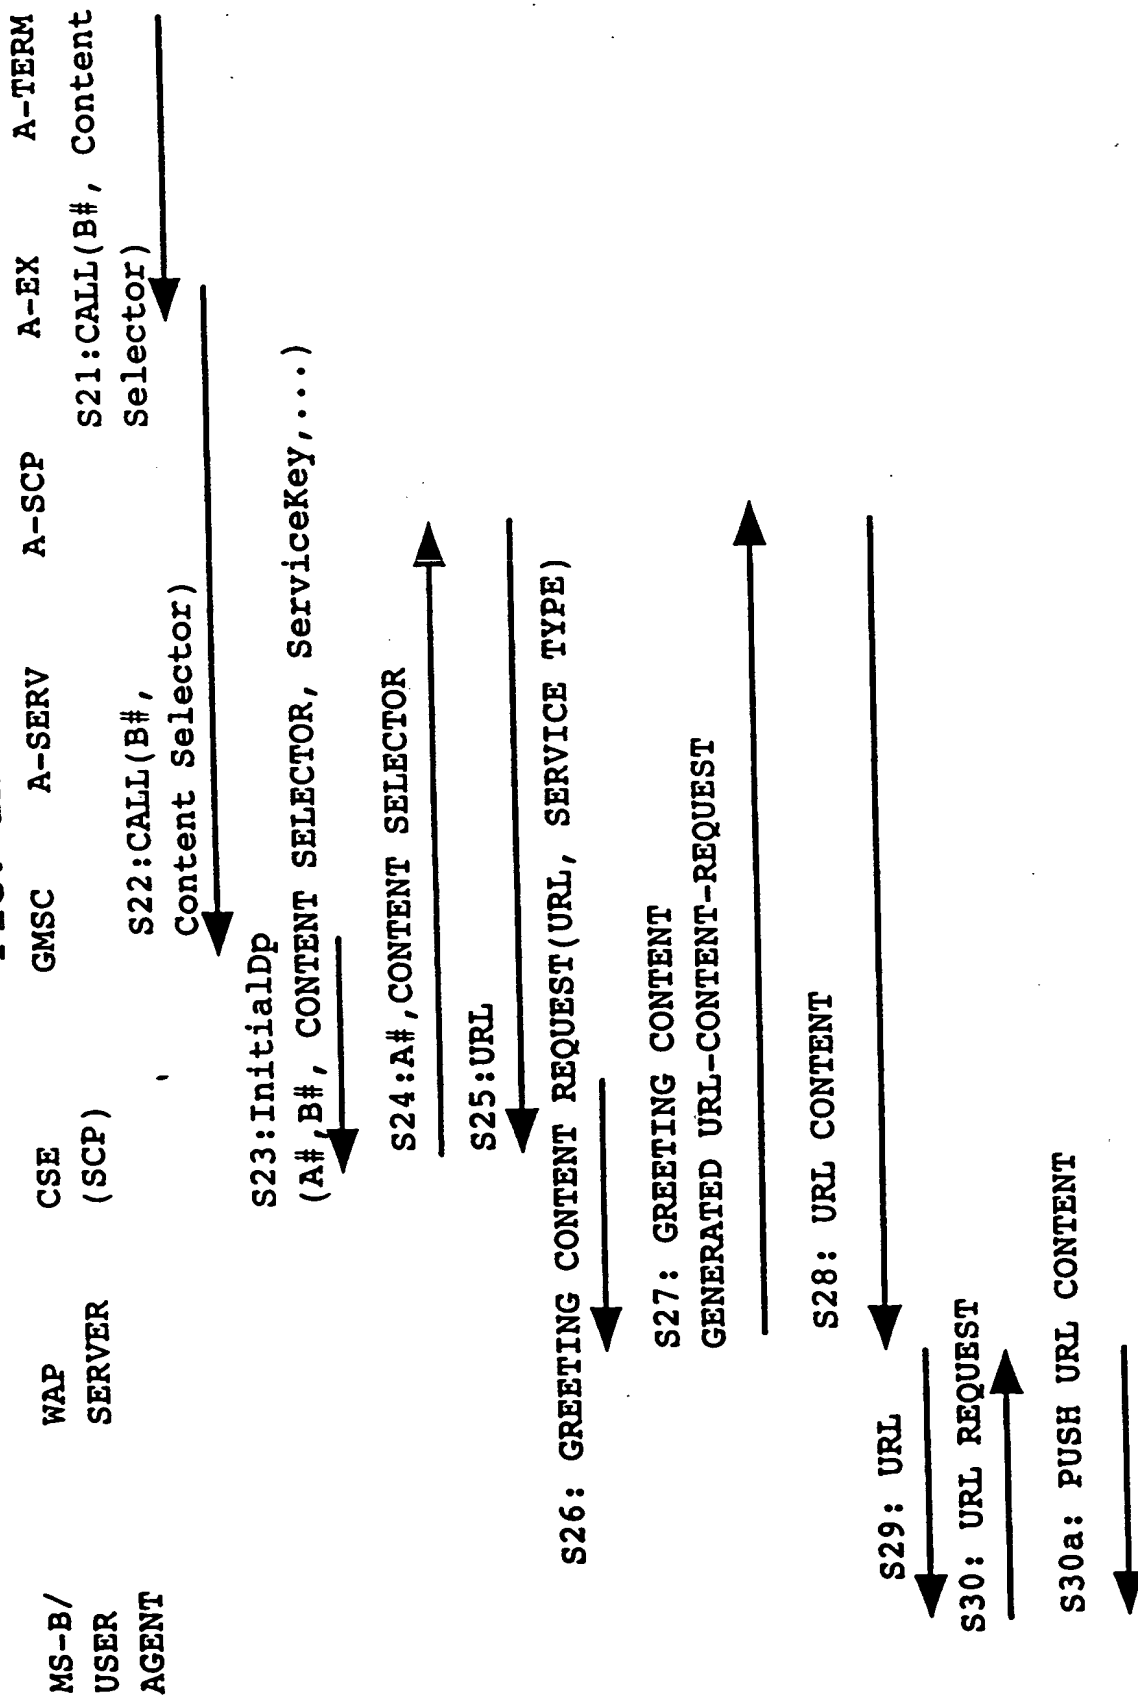 MS-B/
USER
AGENT
WAP
SERVER
CSE
(SCP)
GMSC
A-SERV
A-SCP
A-EX
A-TERM
S21:CALL(B#, Content
Selector)
S22:CALL(B#,
Content Selector)
S23:InitialDp
(A#,B#, CONTENT SELECTOR, ServiceKey,...)
S24:A#,CONTENT SELECTOR
S25:URL
S26: GREETING CONTENT REQUEST(URL, SERVICE TYPE)
S27: GREETING CONTENT
GENERATED URL-CONTENT-REQUEST
S28: URL CONTENT
S29: URL
S30: URL REQUEST
S30a: PUSH URL CONTENT